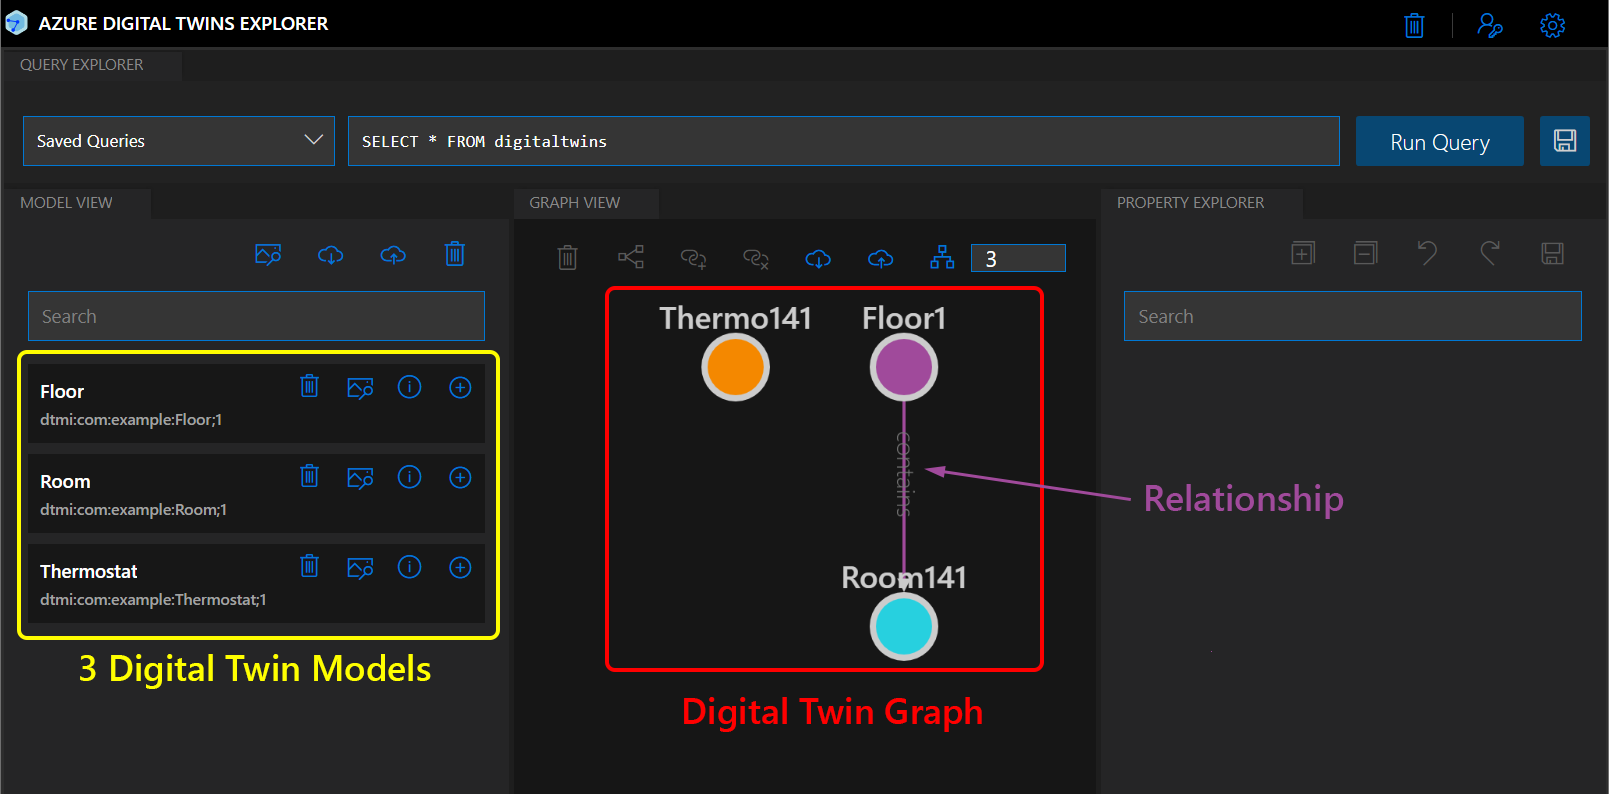 AZURE DIGITAL TWINS EXPLORER
QUERY EXPLORER
Saved Queries
SELECT * FROM digitaltwins
Run Query
MODEL VIEW
Search
Floor
dtmi:com:example:Floor;1
Room
dtmi:com:example:Room;1
Thermostat
dtmi:com:example:Thermostat;1
3 Digital Twin Models
GRAPH VIEW
3
Thermo141
Floor1
contains
Relationship
Room141
Digital Twin Graph
PROPERTY EXPLORER
Search